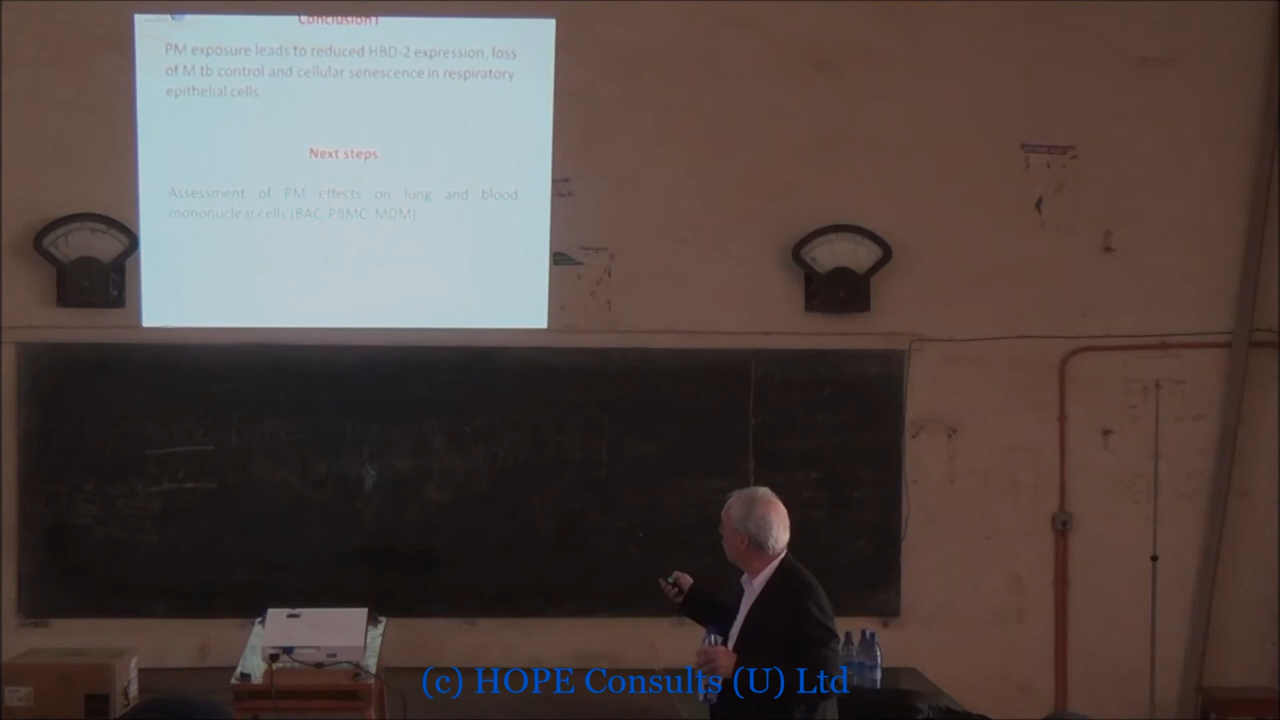 Conclusion I
PM exposure leads to reduced HBD-2 expression, loss
of M tb control and cellular senescence in respiratory
epithelial cells
Next steps
Assessment of PM effects on lung and blood
mononuclear cells (BAC, PBMC, MDM)
(c) HOPE Consults (U) Ltd